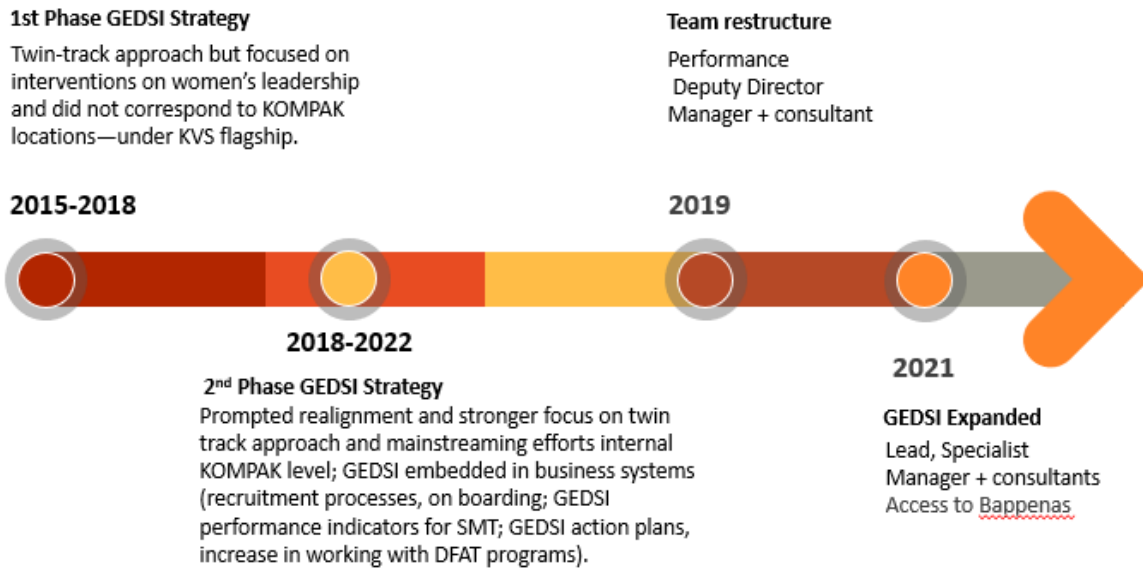 1st Phase GEDSI Strategy
Twin-track approach but focused on
interventions on women's leadership
and did not correspond to KOMPAK
locations—under KVS flagship.
2015-2018
2018-2022
2nd Phase GEDSI Strategy
Prompted realignment and stronger focus on twin
track approach and mainstreaming efforts internal
KOMPAK level; GEDSI embedded in business systems
(recruitment processes, on boarding; GEDSI
performance indicators for SMT; GEDSI action plans,
increase in working with DFAT programs).
Team restructure
Performance
Deputy Director
Manager + consultant
2019
2021
GEDSI Expanded
Lead, Specialist
Manager + consultants
Access to Bappenas